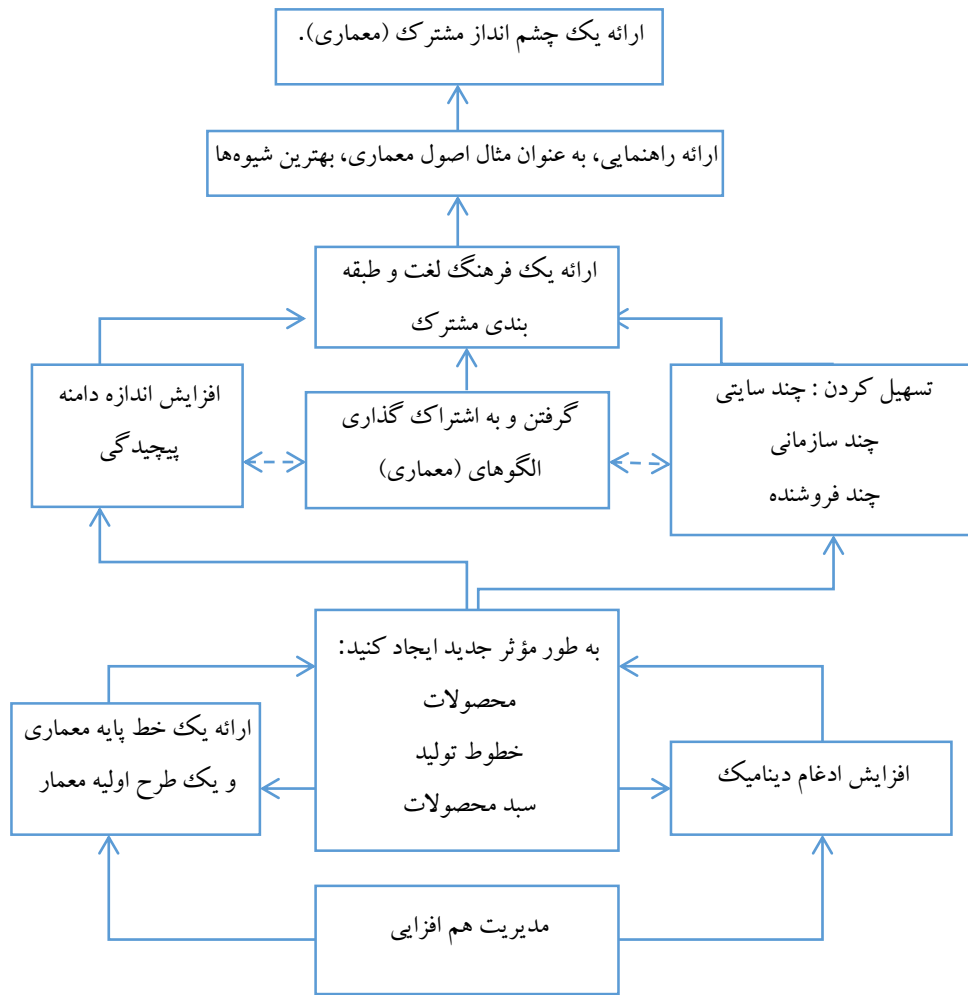 ارائه یک چشم انداز مشترک (معماری).
ارائه راهنمایی، به عنوان مثال اصول معماری، بهترین شیوه‌ها
ارائه یک فرهنگ لغت و طبقه
بندی مشترک
تسهیل کردن : چند سایتی
چند سازمانی
چند فروشنده
گرفتن و به اشتراک گذاری
الگوهای (معماری)
افزایش اندازه دامنه
پیچیدگی
به طور مؤثر جدید ایجاد کنید:
محصولات
خطوط تولید
سبد محصولات
افزایش ادغام دینامیک
ارائه یک خط پایه معماری
و یک طرح اولیه معمار
مدیریت هم افزایی